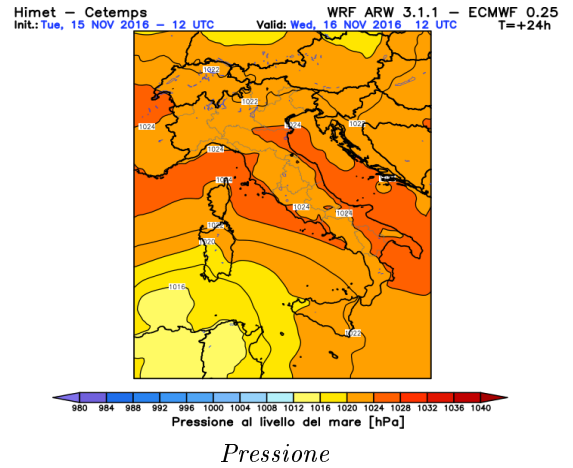 Himet – Cetemps WRF ARW 3.1.1 – ECMWF 0.25
Init.: Tue, 15 NOV 2016 – 12 UTC Valid: Wed, 16 NOV 2016 12 UTC T=+24h
1022
1022
1024
1022
1024
1024
1024
1024
1020
1016
1022
980 984 988 992 996 1000 1004 1008 1012 1016 1020 1024 1028 1032 1036 1040
Pressione al livello del mare [hPa]
Pressione